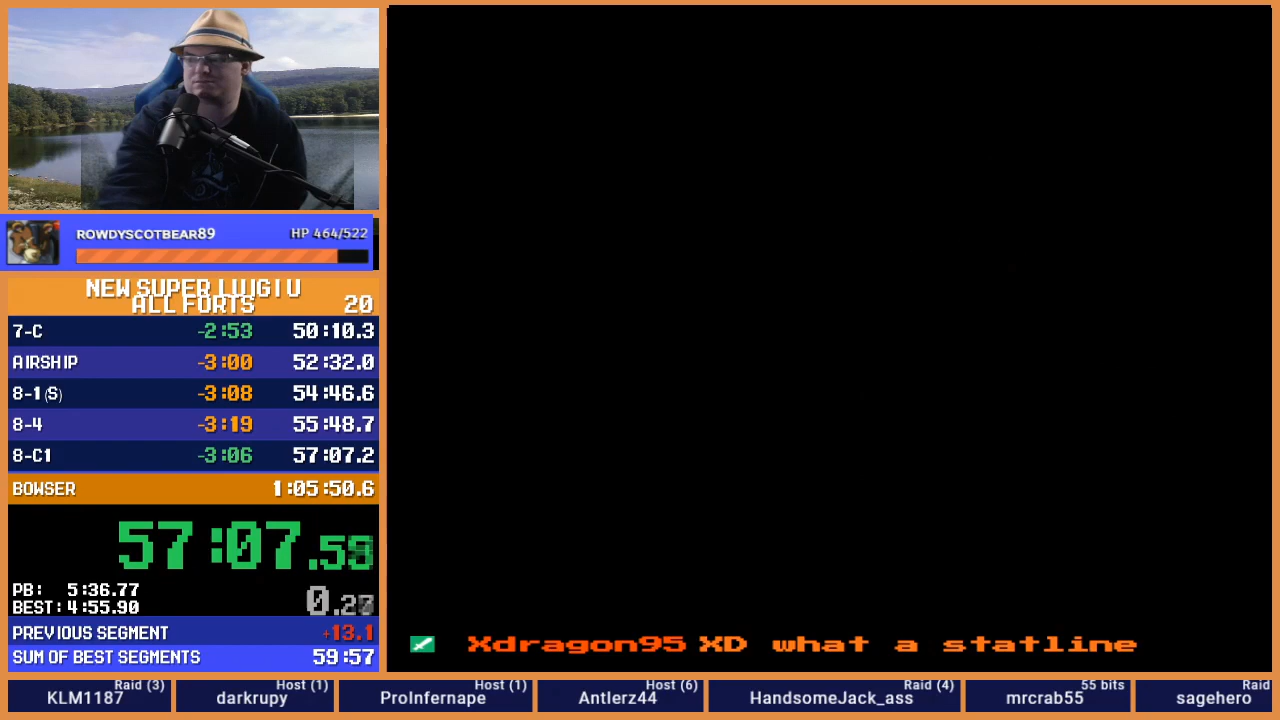 ROWDYSCOTBEAR89 HP 464/522
NEW SUPER LUIGI U
ALL FORTS 20
7-C -2:53 50:10.3
AIRSHIP -3:00 52:32.0
8-1 (S) -3:08 54:46.6
8-4 -3:19 55:48.7
8-C1 -3:06 57:07.2
BOWSER 1:05:50.6
57:07.58
PB: 5:36.77
BEST: 4:55.90
PREVIOUS SEGMENT +13.1
SUM OF BEST SEGMENTS 59:57
Xdragon95 XD what a statline
Raid (3)
KLM1187
Host (1)
darkrupy
Host (1)
ProInfernape
Host (6)
Antlerz44
Raid (4)
HandsomeJack_ass
55 bits
mrcrab55
Raid
sagehero